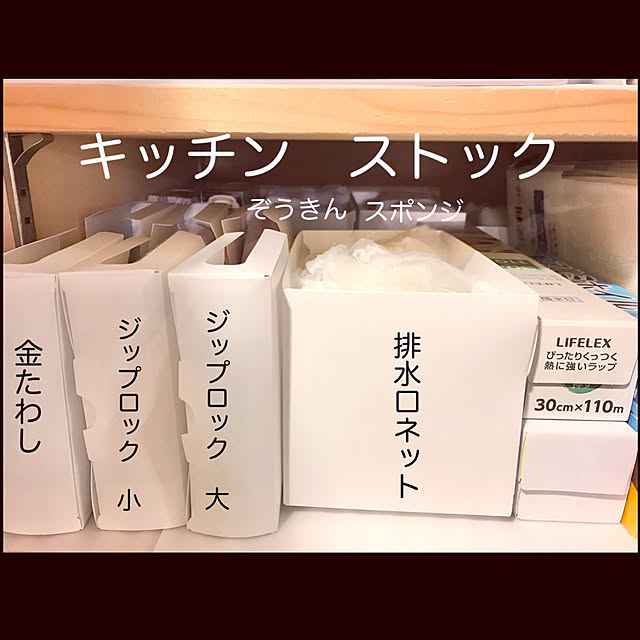 キッチン　ストック
ぞうきん　スポンジ
金たわし
ジップロック　小
ジップロック　大
排水口ネット
LIFELEX
ぴったりくっつく
熱に強いラップ
30cm×110m